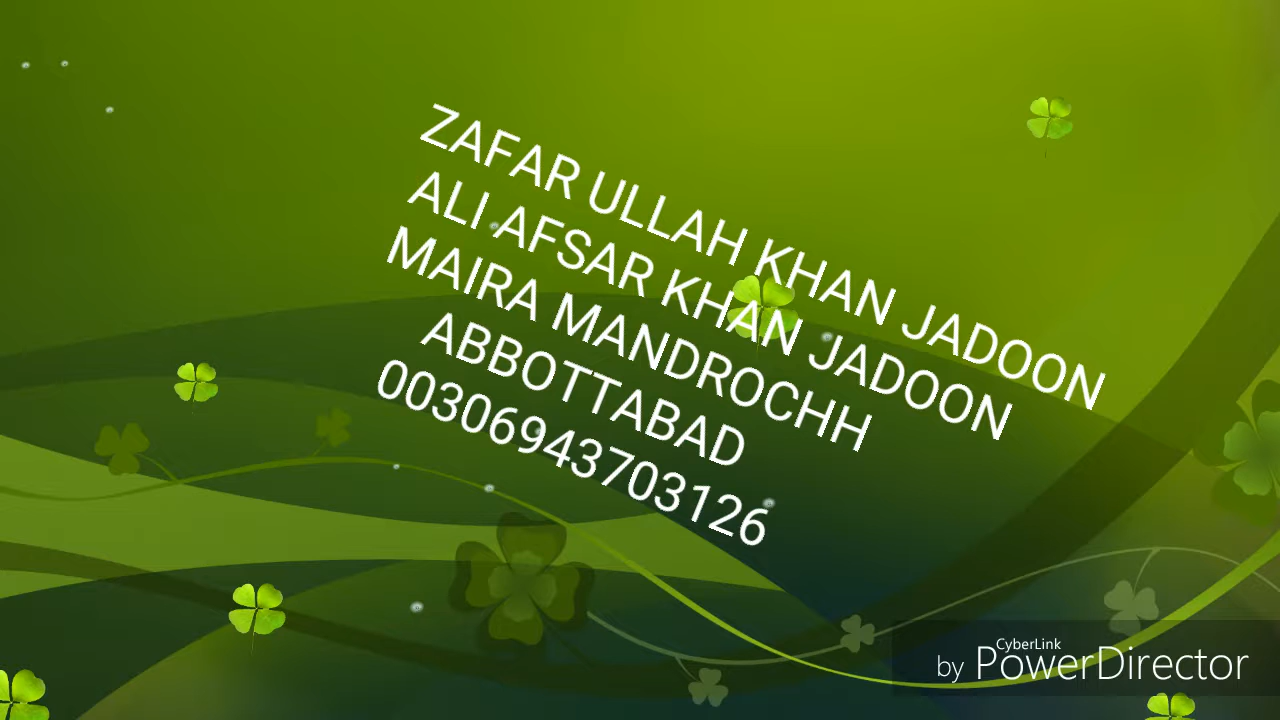 ZAFAR ULLAH KHAN JADOON
ALI AFSAR KHAN JADOON
MAIRA MANDROCHH
ABBOTTABAD
00306943703126
CyberLink
by PowerDirector